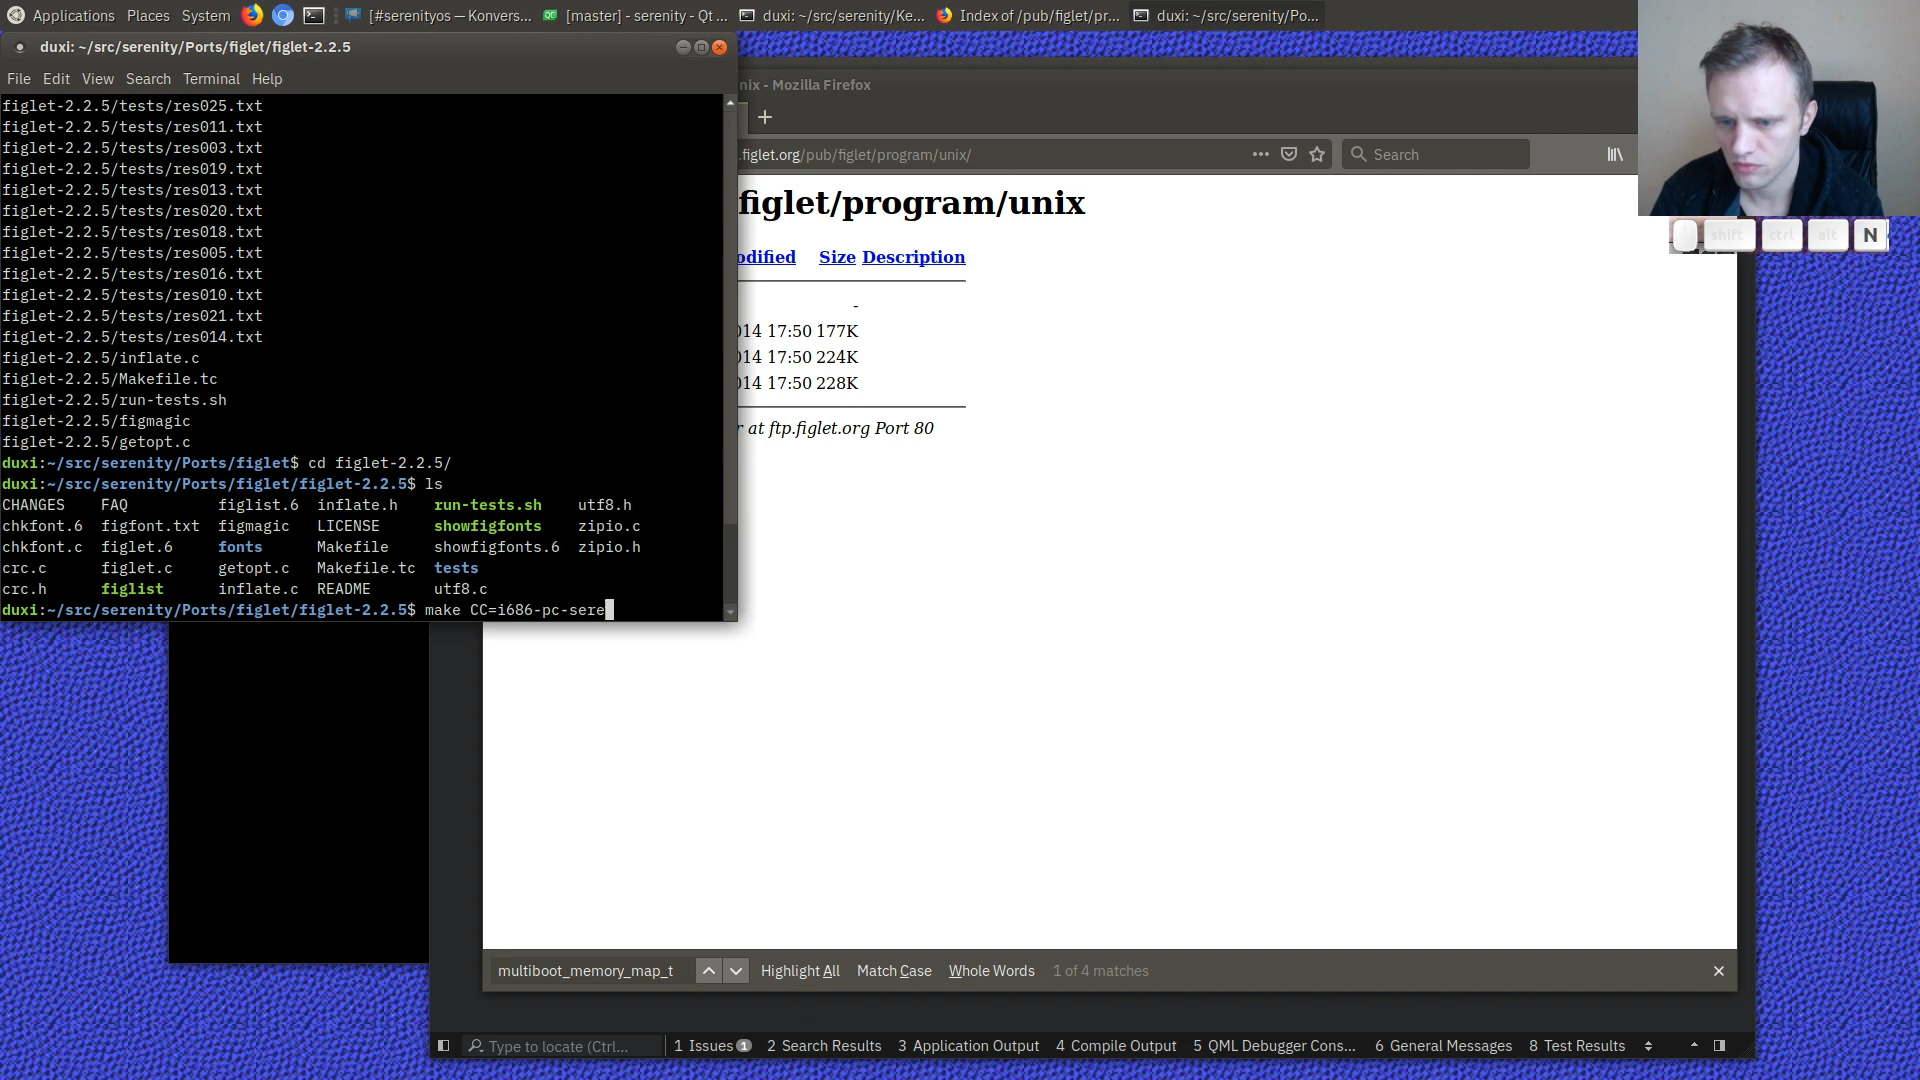 Applications Places System [#serenityos — Konvers... [master] - serenity - Qt ... duxi: ~/src/serenity/Ke... Index of /pub/figlet/pr... duxi: ~/src/serenity/Po...
duxi: ~/src/serenity/Ports/figlet/figlet-2.2.5
File Edit View Search Terminal Help
figlet-2.2.5/tests/res025.txt
figlet-2.2.5/tests/res011.txt
figlet-2.2.5/tests/res003.txt
figlet-2.2.5/tests/res019.txt
figlet-2.2.5/tests/res013.txt
figlet-2.2.5/tests/res020.txt
figlet-2.2.5/tests/res018.txt
figlet-2.2.5/tests/res005.txt
figlet-2.2.5/tests/res016.txt
figlet-2.2.5/tests/res010.txt
figlet-2.2.5/tests/res021.txt
figlet-2.2.5/tests/res014.txt
figlet-2.2.5/inflate.c
figlet-2.2.5/Makefile.tc
figlet-2.2.5/run-tests.sh
figlet-2.2.5/figmagic
figlet-2.2.5/getopt.c
duxi:~/src/serenity/Ports/figlet$ cd figlet-2.2.5/
duxi:~/src/serenity/Ports/figlet/figlet-2.2.5$ ls
CHANGES FAQ figlist.6 inflate.h run-tests.sh utf8.h
chkfont.6 figfont.txt figmagic LICENSE showfigfonts zipio.c
chkfont.c figlet.6 fonts Makefile showfigfonts.6 zipio.h
crc.c figlet.c getopt.c Makefile.tc tests
crc.h figlist inflate.c README utf8.c
duxi:~/src/serenity/Ports/figlet/figlet-2.2.5$ make CC=i686-pc-sere
nix - Mozilla Firefox
.figlet.org/pub/figlet/program/unix/
Search
figlet/program/unix
odified Size Description
-
014 17:50 177K
014 17:50 224K
014 17:50 228K
r at ftp.figlet.org Port 80
shift ctrl alt N
multiboot_memory_map_t Highlight All Match Case Whole Words 1 of 4 matches
Type to locate (Ctrl... 1 Issues 1 2 Search Results 3 Application Output 4 Compile Output 5 QML Debugger Cons... 6 General Messages 8 Test Results